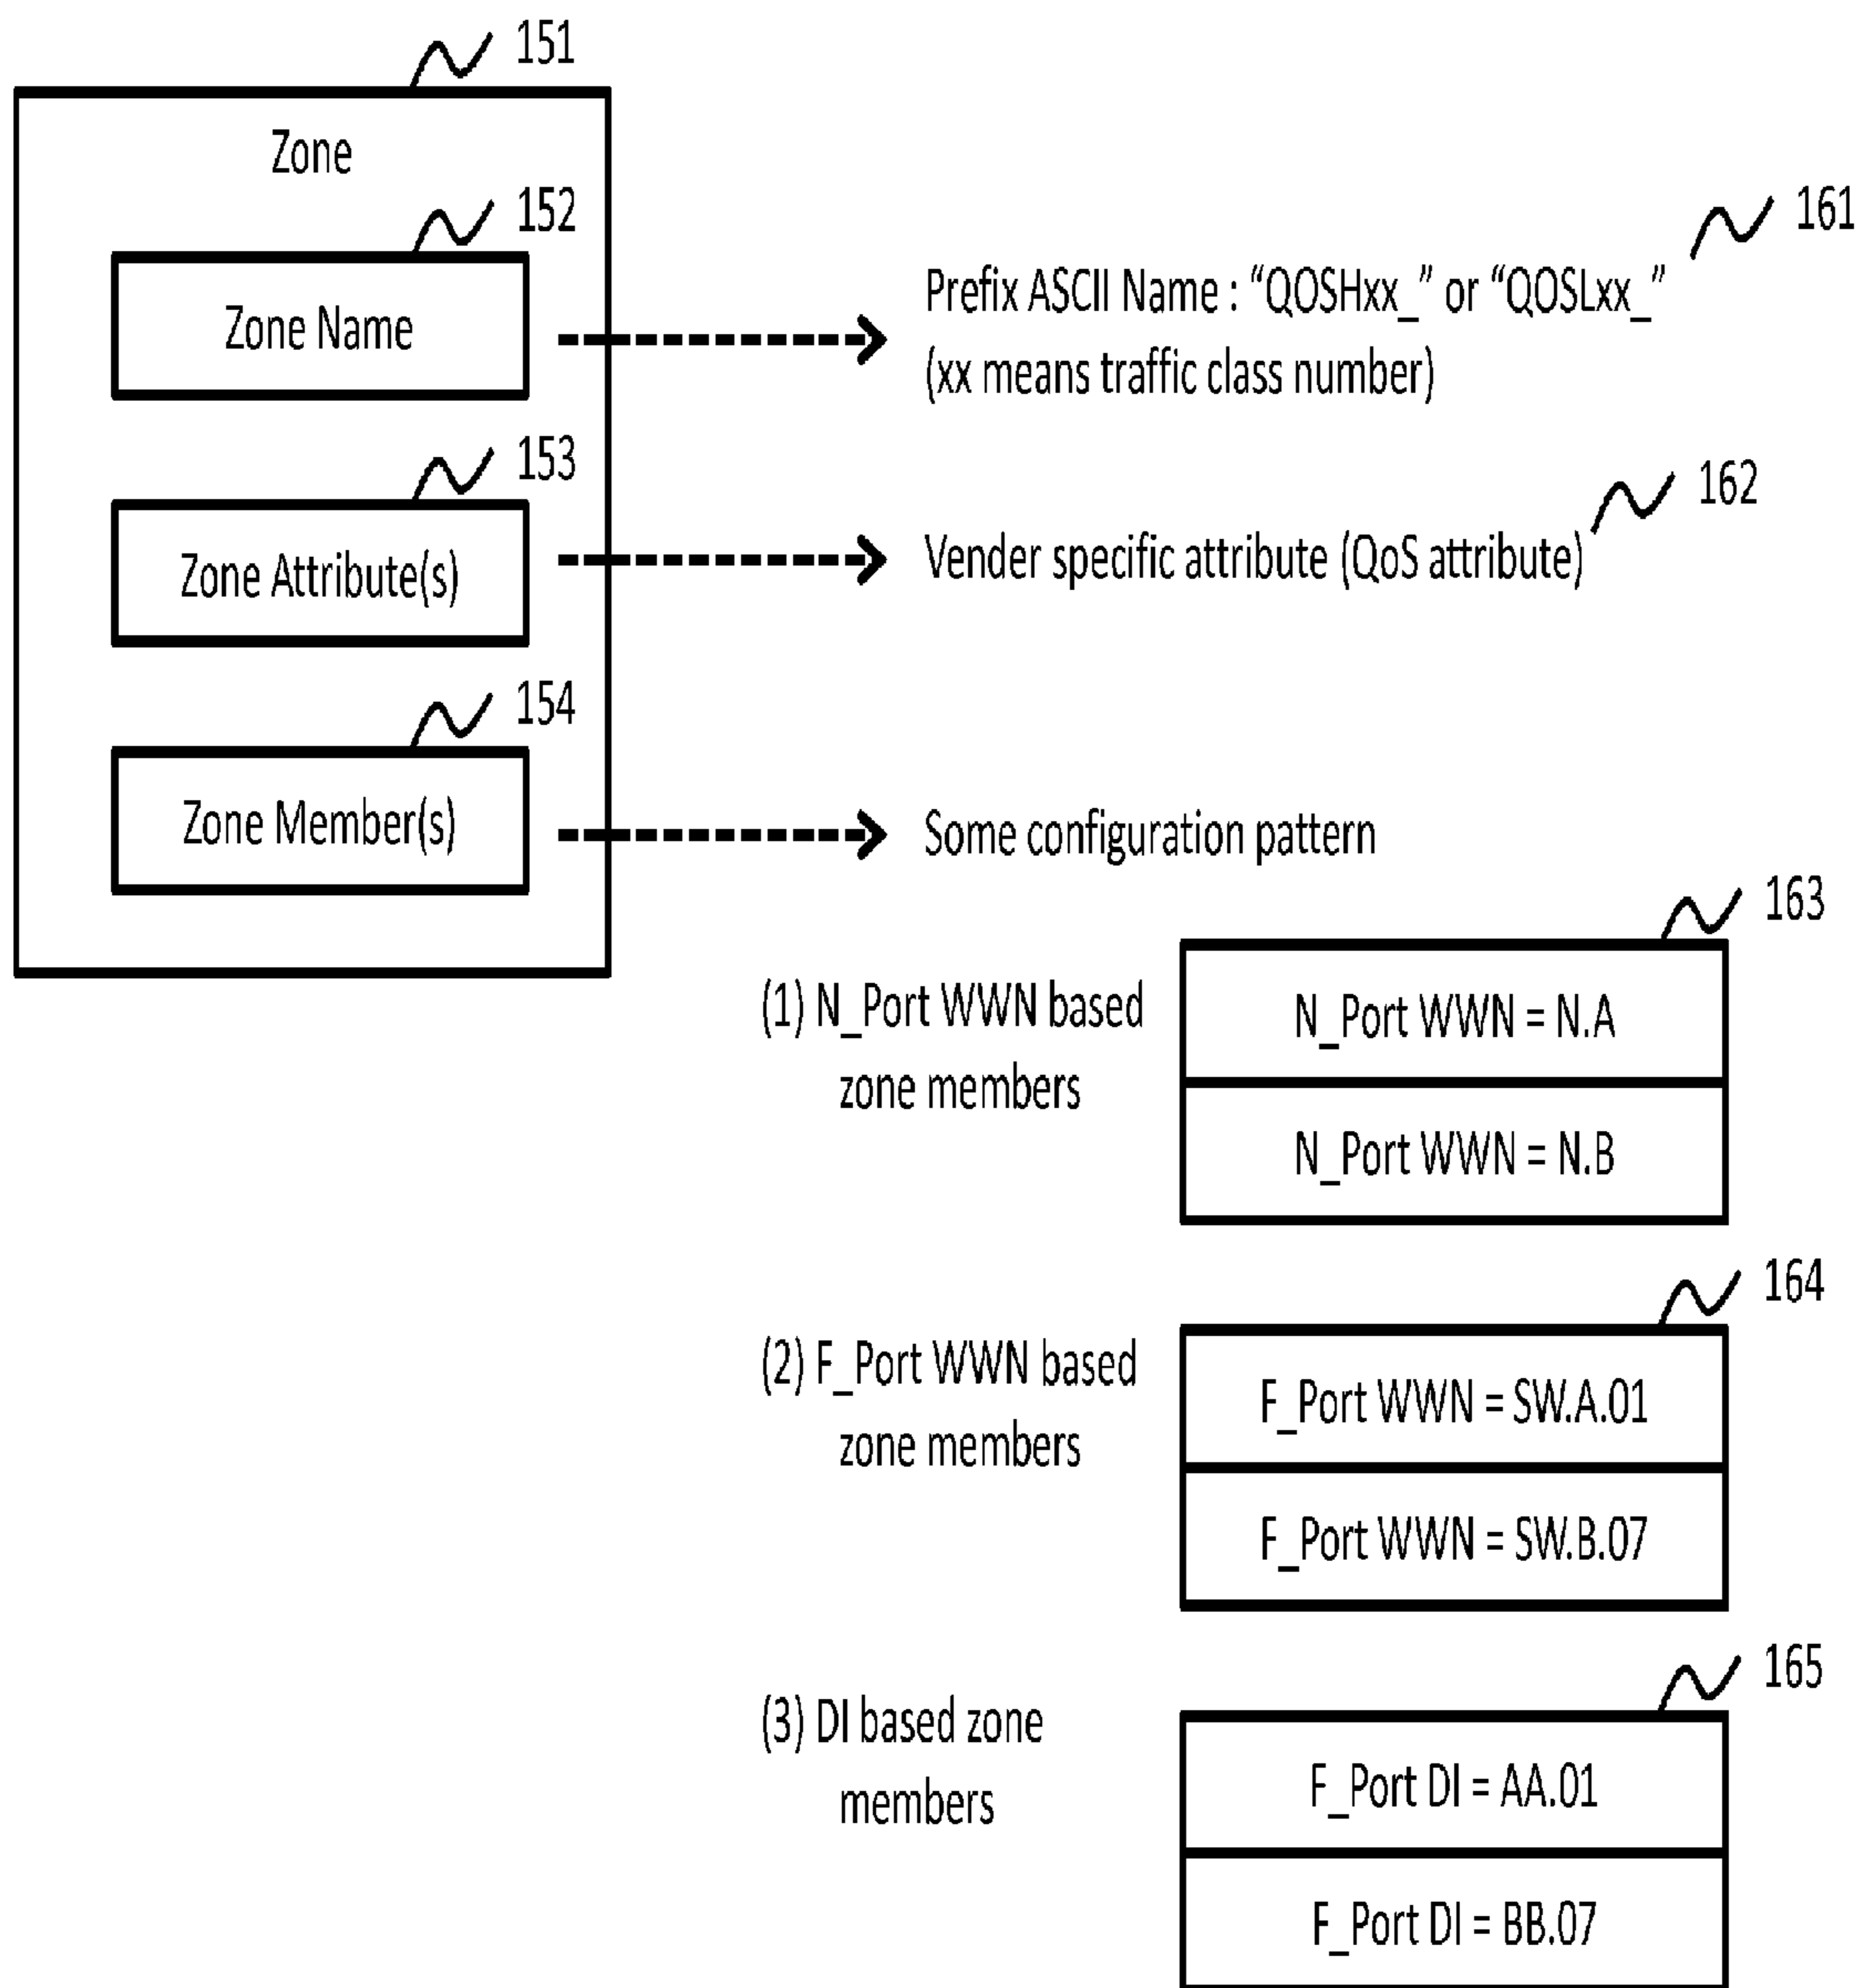 151
Zone
152
Zone Name
161
Prefix ASCII Name : “QOSHxx_” or “QOSLxx_”
(xx means traffic class number)
153
Zone Attribute(s)
162
Vender specific attribute (QoS attribute)
154
Zone Member(s)
Some configuration pattern
163
(1) N_Port WWN based
zone members
N_Port WWN = N.A
N_Port WWN = N.B
164
(2) F_Port WWN based
zone members
F_Port WWN = SW.A.01
F_Port WWN = SW.B.07
165
(3) DI based zone
members
F_Port DI = AA.01
F_Port DI = BB.07